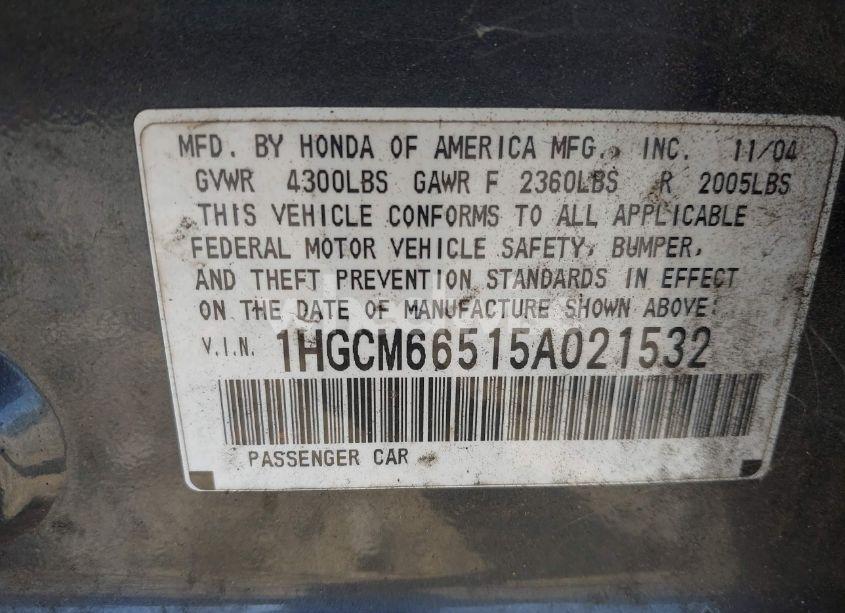 MFD. BY HONDA OF AMERICA MFG., INC. 11/04
GVWR 4300LBS GAWR F 2360LBS R 2005LBS
THIS VEHICLE CONFORMS TO ALL APPLICABLE
FEDERAL MOTOR VEHICLE SAFETY, BUMPER,
AND THEFT PREVENTION STANDARDS IN EFFECT
ON THE DATE OF MANUFACTURE SHOWN ABOVE.
V.I.N. 1HGCM66515A021532
PASSENGER CAR